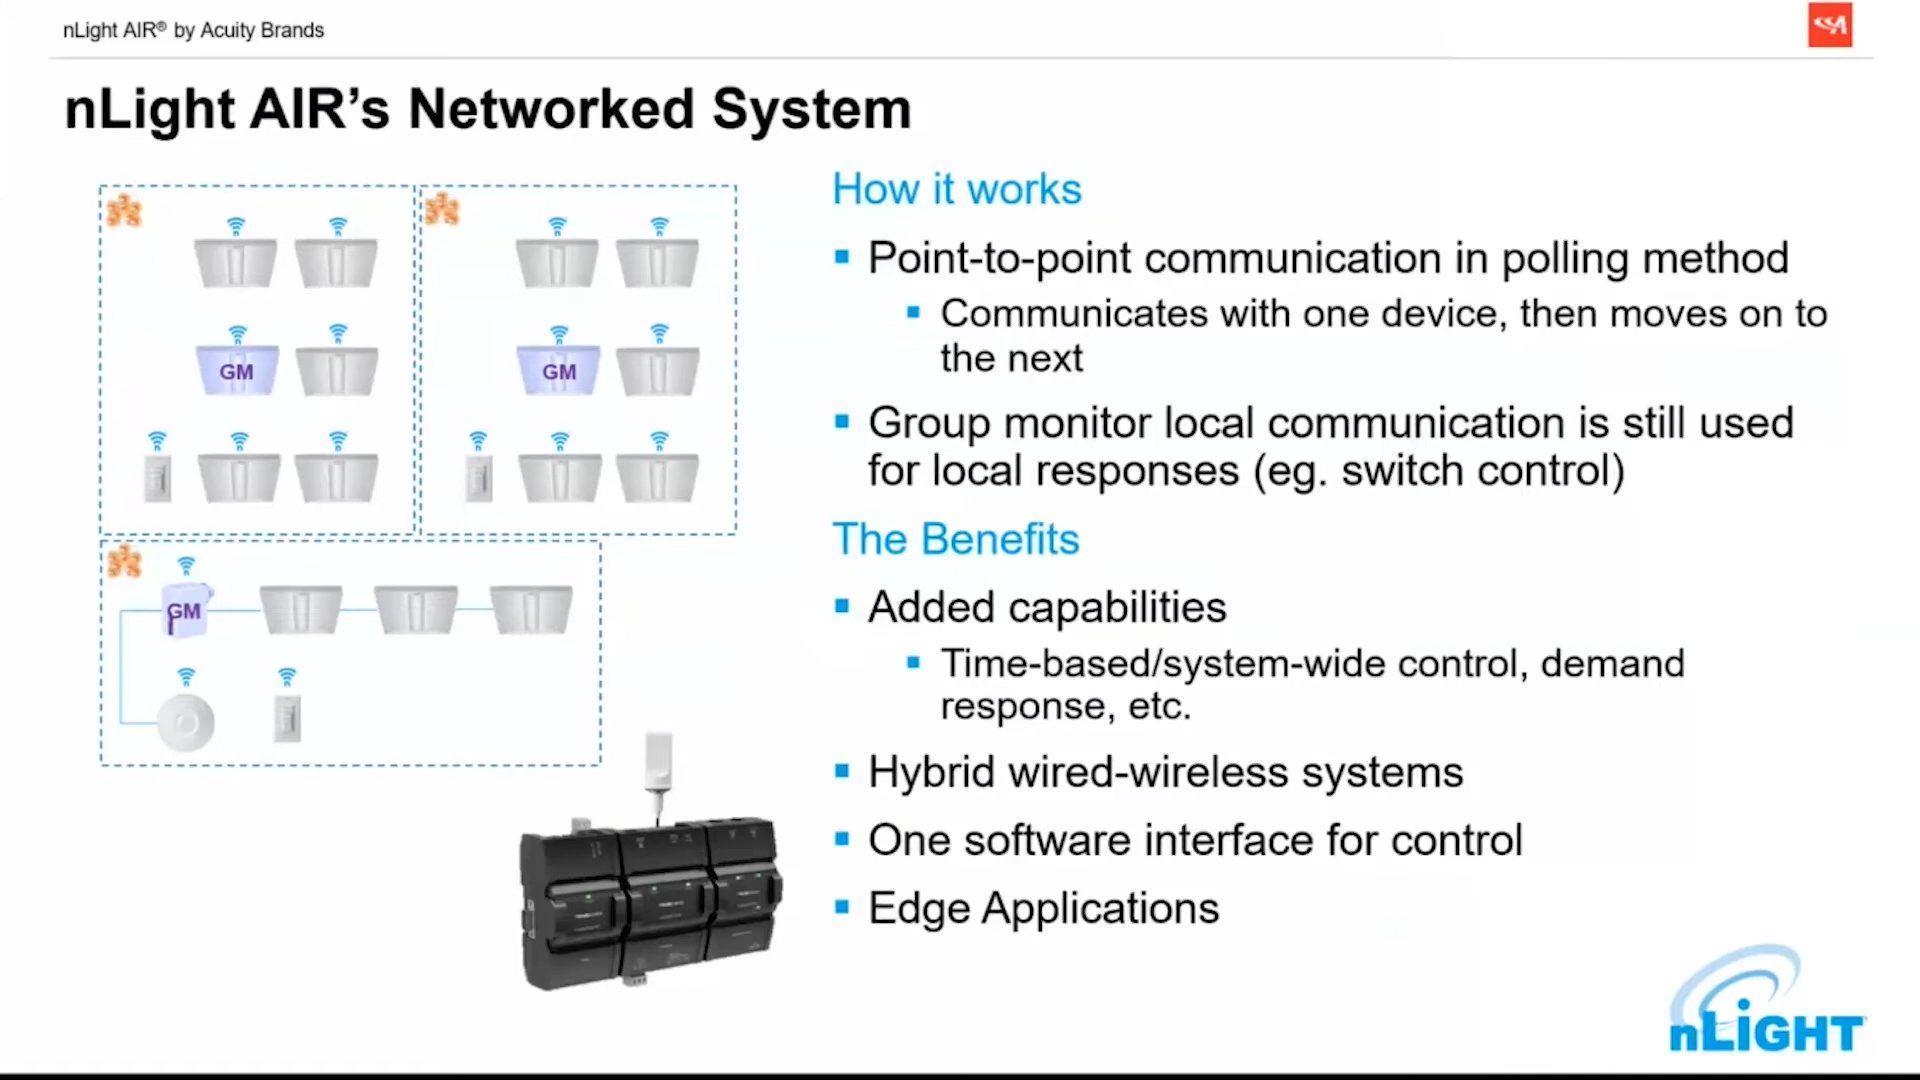 nLight AIR® by Acuity Brands
nLight AIR’s Networked System
How it works
Point-to-point communication in polling method
Communicates with one device, then moves on to
the next
Group monitor local communication is still used
for local responses (eg. switch control)
The Benefits
Added capabilities
Time-based/system-wide control, demand
response, etc.
Hybrid wired-wireless systems
One software interface for control
Edge Applications
GM
GM
GM
nLiGHT